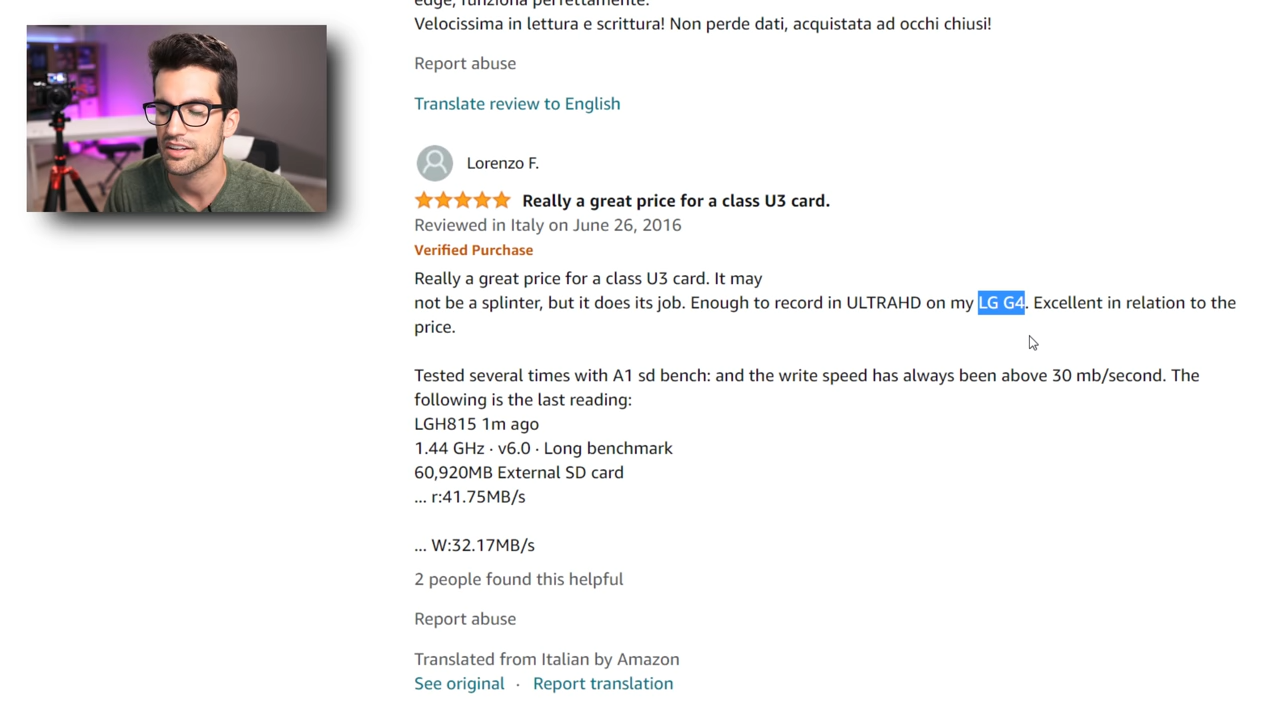 edge, funziona perfettamente.
Velocissima in lettura e scrittura! Non perde dati, acquistata ad occhi chiusi!
Report abuse
Translate review to English
Lorenzo F.
Really a great price for a class U3 card.
Reviewed in Italy on June 26, 2016
Verified Purchase
Really a great price for a class U3 card. It may
not be a splinter, but it does its job. Enough to record in ULTRAHD on my LG G4. Excellent in relation to the
price.
Tested several times with A1 sd bench: and the write speed has always been above 30 mb/second. The
following is the last reading:
LGH815 1m ago
1.44 GHz · v6.0 · Long benchmark
60,920MB External SD card
... r:41.75MB/s
... W:32.17MB/s
2 people found this helpful
Report abuse
Translated from Italian by Amazon
See original · Report translation